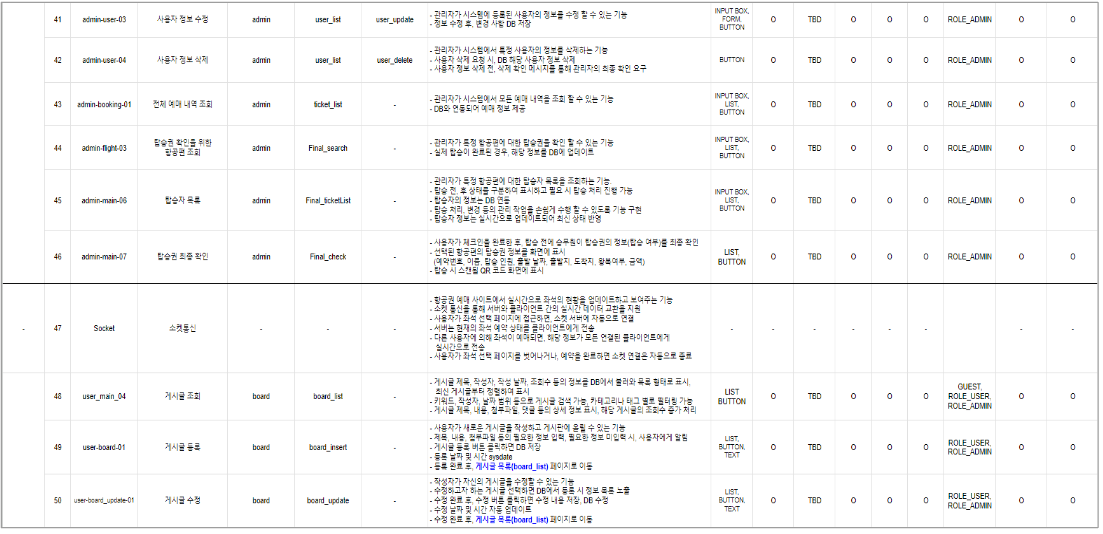 41 admin-user-03 사용자 정보 수정 admin user_list user_update - 관리자가 시스템에 등록된 사용자의 정보를 수정 할 수 있는 기능 INPUT BOX, O TBD O O O ROLE_ADMIN O O
- 정보 수정 후, 변경 사항 DB 저장 FORM,
BUTTON
42 admin-user-04 사용자 정보 삭제 admin user_list user_delete - 관리자가 시스템에서 특정 사용자의 정보를 삭제하는 기능 BUTTON O TBD O O O ROLE_ADMIN O O
- 사용자 삭제 요청 시, DB 해당 사용자 정보 삭제
- 사용자 정보 삭제 전, 삭제 확인 메시지를 통해 관리자의 최종 확인 요구
43 admin-booking-01 전체 예매 내역 조회 admin ticket_list - - 관리자가 시스템에서 모든 예매 내역을 조회 할 수 있는 기능 INPUT BOX, O TBD O O O ROLE_ADMIN O O
- DB와 연동되어 예매 정보 제공 LIST,
BUTTON
44 admin-flight-03 탑승권 확인을 위한 admin Final_search - - 관리자가 특정 항공편에 대한 탑승권을 확인 할 수 있는 기능 INPUT BOX, O TBD O O O ROLE_ADMIN O O
항공편 조회 - 실제 탑승이 완료된 경우, 해당 정보를 DB에 업데이트 LIST,
BUTTON
45 admin-main-06 탑승자 목록 admin Final_ticketList - - 관리자가 특정 항공편에 대한 탑승자 목록을 조회하는 기능 INPUT BOX, O TBD O O O ROLE_ADMIN O O
- 탑승 전, 후 상태를 구분하여 표시하고 필요 시 탑승 처리 진행 가능 LIST,
- 탑승자의 정보는 DB 연동 BUTTON
- 탑승 처리, 변경 등의 관리 작업을 손쉽게 수행 할 수 있도록 기능 구현
- 탑승자 정보는 실시간으로 업데이트되어 최신 상태 반영
46 admin-main-07 탑승권 최종 확인 admin Final_check - - 사용자가 체크인을 완료한 후, 탑승 전에 승무원이 탑승권의 정보(탑승 여부)를 최종 확인 LIST, O TBD O O O ROLE_ADMIN O O
- 선택된 항공편의 탑승권 정보를 화면에 표시 BUTTON
(예약번호, 이름, 탑승 인원, 출발 날짜, 출발지, 도착지, 왕복여부, 금액)
- 탑승 시 스캔될 QR 코드 화면에 표시
- 47 Socket 소켓통신 - - - - 항공권 예매 사이트에서 실시간으로 좌석의 현황을 업데이트하고 보여주는 기능 - - - - - - - - -
- 소켓 통신을 통해 서버와 클라이언트 간의 실시간 데이터 교환을 지원
- 사용자가 좌석 선택 페이지에 접근하면, 소켓 서버에 자동으로 연결
- 서버는 현재의 좌석 예약 상태를 클라이언트에게 전송
- 다른 사용자에 의해 좌석이 예매되면, 해당 정보가 모든 연결된 클라이언트에게
실시간으로 전송
- 사용자가 좌석 선택 페이지를 벗어나거나, 예약을 완료하면 소켓 연결은 자동으로 종료
48 user_main_04 게시글 조회 board board_list - - 게시글 제목, 작성자, 작성 날짜, 조회수 등의 정보를 DB에서 불러와 목록 형태로 표시, LIST O TBD O O O GUEST, O O
최신 게시글부터 정렬하여 표시 BUTTON ROLE_USER,
- 키워드, 작성자, 날짜 범위 등으로 게시글 검색 가능, 카테고리나 태그 별로 필터링 가능 ROLE_ADMIN
- 게시글 제목, 내용, 첨부파일, 댓글 등의 상세 정보 표시, 해당 게시글의 조회수 증가 처리
49 user-board-01 게시글 등록 board board_insert - - 사용자가 새로운 게시글을 작성하고 게시판에 올릴 수 있는 기능 LIST, O TBD O O O ROLE_USER, O O
- 제목, 내용, 첨부파일 등의 필요한 정보 입력, 필요한 정보 미입력 시, 사용자에게 알림 BUTTON, ROLE_ADMIN
- 게시글 등록 버튼 클릭하면 DB 저장 TEXT
- 등록 날짜 및 시간 sysdate
- 등록 완료 후, 게시글 목록(board_list) 페이지로 이동
50 user-board_update-01 게시글 수정 board board_update - - 작성자가 자신의 게시글을 수정할 수 있는 기능 LIST, O TBD O O O ROLE_USER, O O
- 수정하고자 하는 게시글 선택하면 DB에서 등록 시 정보 목록 노출 BUTTON, ROLE_ADMIN
- 수정 완료 후, 수정 버튼 클릭하면 수정 내용 저장, DB 수정 TEXT
- 수정 날짜 및 시간 자동 업데이트
- 수정 완료 후, 게시글 목록(board_list) 페이지로 이동